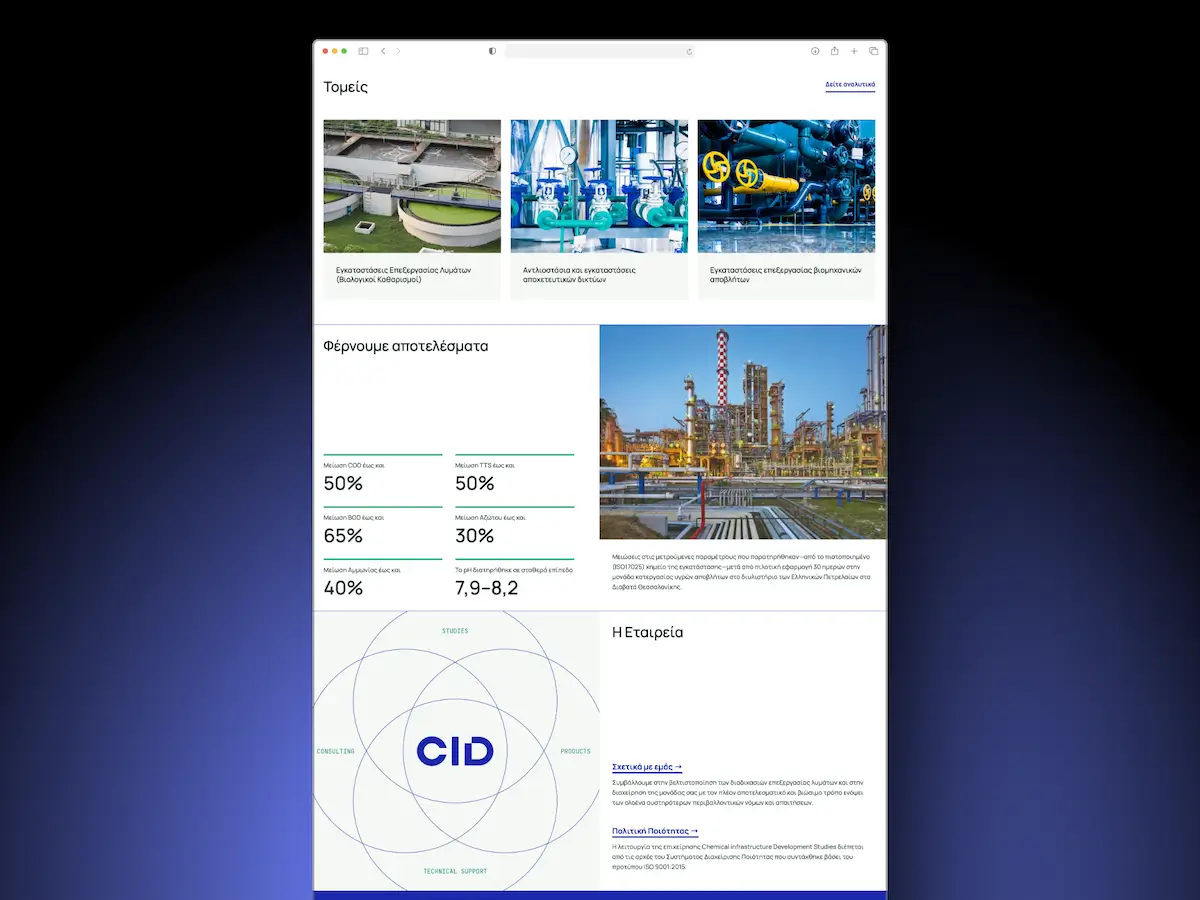 Τομείς
Δείτε αναλυτικά
Εγκαταστάσεις Επεξεργασίας Λυμάτων
(Βιολογικοί Καθαρισμοί)
Αντλιοστάσια και εγκαταστάσεις
αποχετευτικών δικτύων
Εγκαταστάσεις επεξεργασίας βιομηχανικών
αποβλήτων
Φέρνουμε αποτελέσματα
Μείωση COD έως και
50%
Μείωση TTS έως και
50%
Μείωση BOD έως και
65%
Μείωση Αζώτου έως και
30%
Μείωση Αμμωνίας έως και
40%
Το pH διατηρήθηκε σε σταθερό επίπεδο
7,9–8,2
Μειώσεις στις μετρούμενες παραμέτρους που παρατηρήθηκαν—από το πιστοποιημένο
(ISO17025) χημείο της εγκατάστασης—μετά από πιλοτική εφαρμογή 30 ημερών στην
μονάδα κατεργασίας υγρών αποβλήτων στο διυλιστήριο των Ελληνικών Πετρελαίων στα
Διαβατά Θεσσαλονίκης.
STUDIES
CONSULTING
CID
PRODUCTS
TECHNICAL SUPPORT
Η Εταιρεία
Σχετικά με εμάς →
Συμβάλλουμε στην βελτιστοποίηση των διαδικασιών επεξεργασίας λυμάτων και στην
διαχείριση της μονάδας σας με τον πλέον αποτελεσματικό και βιώσιμο τρόπο ενόψει
των ολοένα αυστηρότερων περιβαλλοντικών νόμων και απαιτήσεων.
Πολιτική Ποιότητας →
Η λειτουργία της επιχείρησης Chemical Infrastructure Development Studies διέπεται
από τις αρχές του Συστήματος Διαχείρισης Ποιότητας που συντάχθηκε βάσει του
προτύπου ISO 9001:2015.